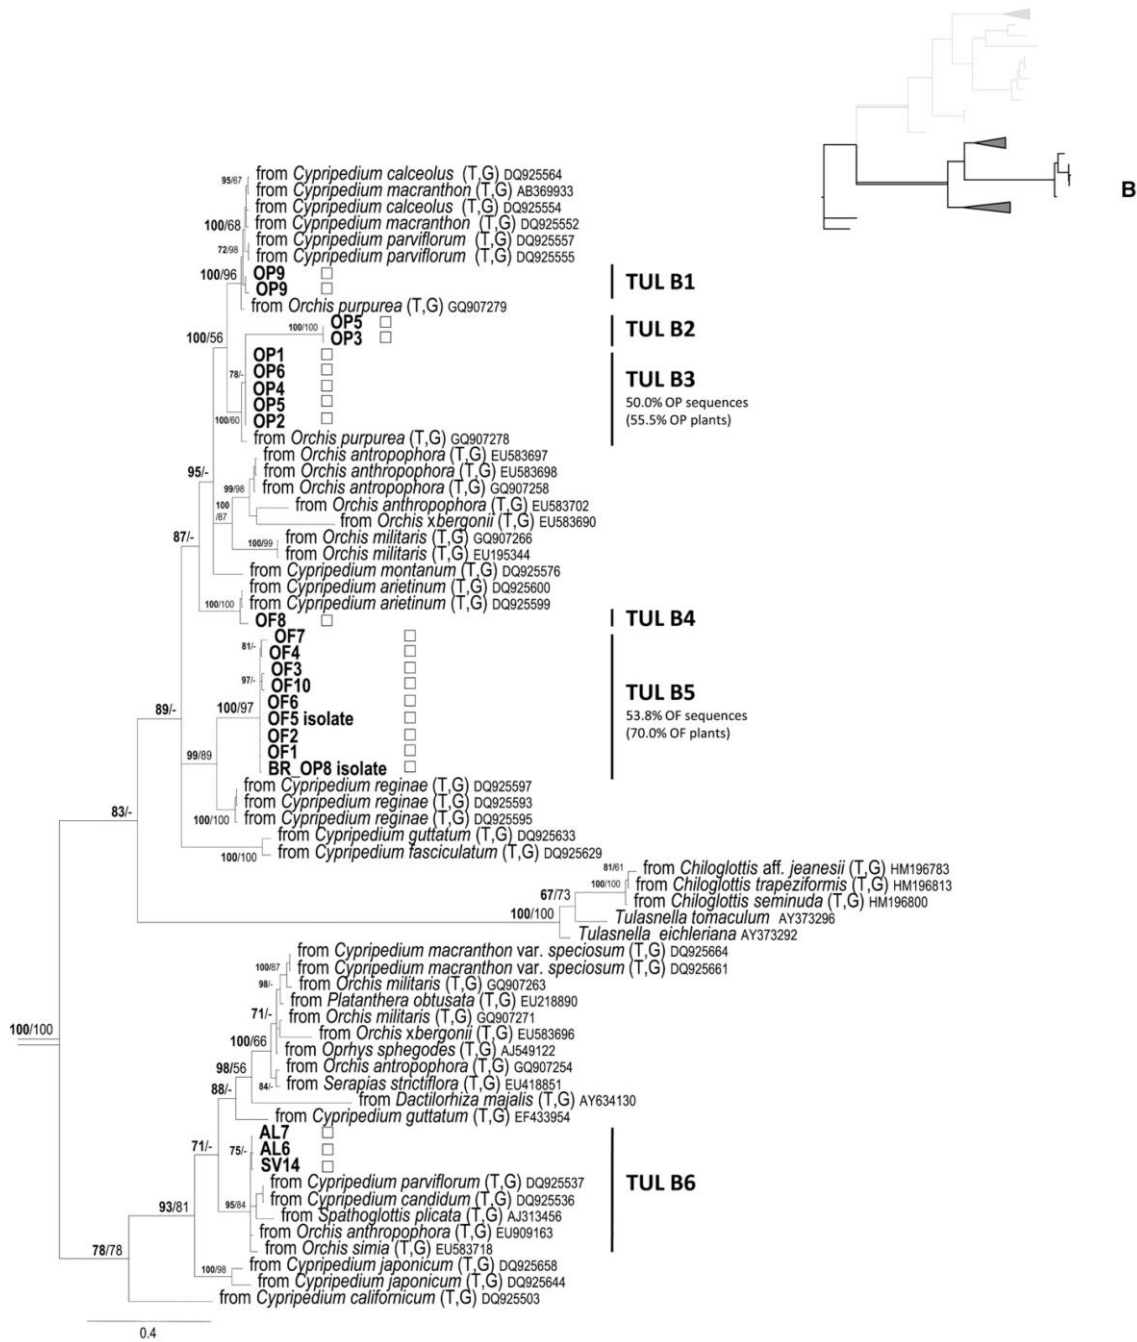 B
from Cypripedium calceolus (T,G) DQ925564
95/67
from Cypripedium macranthon (T,G) AB369933
from Cypripedium calceolus (T,G) DQ925554
100/68
from Cypripedium macranthon (T,G) DQ925552
from Cypripedium parviflorum (T,G) DQ925557
72/98
from Cypripedium parviflorum (T,G) DQ925555
100/96
OP9
TUL B1
OP9
from Orchis purpurea (T,G) GQ907279
100/100
OP5
TUL B2
OP3
100/56
OP1
OP6
78/-
TUL B3
OP4
50.0% OP sequences
OP5
(55.5% OP plants)
100/60
OP2
from Orchis purpurea (T,G) GQ907278
from Orchis antropophora (T,G) EU583697
95/-
from Orchis anthropophora (T,G) EU583698
99/98
from Orchis antropophora (T,G) GQ907258
100
/87
from Orchis anthropophora (T,G) EU583702
from Orchis xbergonii (T,G) EU583690
87/-
from Orchis militaris (T,G) GQ907266
100/99
from Orchis militaris (T,G) EU195344
from Cypripedium montanum (T,G) DQ925576
from Cypripedium arietinum (T,G) DQ925600
100/100
from Cypripedium arietinum (T,G) DQ925599
OF8
TUL B4
OF7
81/-
OF4
OF3
97/-
OF10
TUL B5
OF6
53.8% OF sequences
89/-
100/97
OF5 isolate
(70.0% OF plants)
OF2
99/89
OF1
BR_OP8 isolate
from Cypripedium reginae (T,G) DQ925597
from Cypripedium reginae (T,G) DQ925593
83/-
100/100
from Cypripedium reginae (T,G) DQ925595
from Cypripedium guttatum (T,G) DQ925633
100/100
from Cypripedium fasciculatum (T,G) DQ925629
81/61
from Chiloglottis aff. jeanesii (T,G) HM196783
100/100
from Chiloglottis trapeziformis (T,G) HM196813
67/73
from Chiloglottis seminuda (T,G) HM196800
100/100
Tulasnella tomaculum AY373296
Tulasnella eichleriana AY373292
from Cypripedium macranthon var. speciosum (T,G) DQ925664
100/87
from Cypripedium macranthon var. speciosum (T,G) DQ925661
98/-
from Orchis militaris (T,G) GQ907263
from Platanthera obtusata (T,G) EU218890
71/-
from Orchis militaris (T,G) GQ907271
100/100
from Orchis xbergonii (T,G) EU583696
100/66
from Oprhys sphegodes (T,G) AJ549122
98/56
from Orchis antropophora (T,G) GQ907254
84/-
from Serapias strictiflora (T,G) EU418851
88/-
from Dactilorhiza majalis (T,G) AY634130
from Cypripedium guttatum (T,G) EF433954
AL7
71/-
75/-
AL6
SV14
from Cypripedium parviflorum (T,G) DQ925537
TUL B6
95/84
from Cypripedium candidum (T,G) DQ925536
93/81
from Spathoglottis plicata (T,G) AJ313456
from Orchis anthropophora (T,G) EU909163
78/78
from Orchis simia (T,G) EU583718
100/98
from Cypripedium japonicum (T,G) DQ925658
from Cypripedium japonicum (T,G) DQ925644
from Cypripedium californicum (T,G) DQ925503
0.4